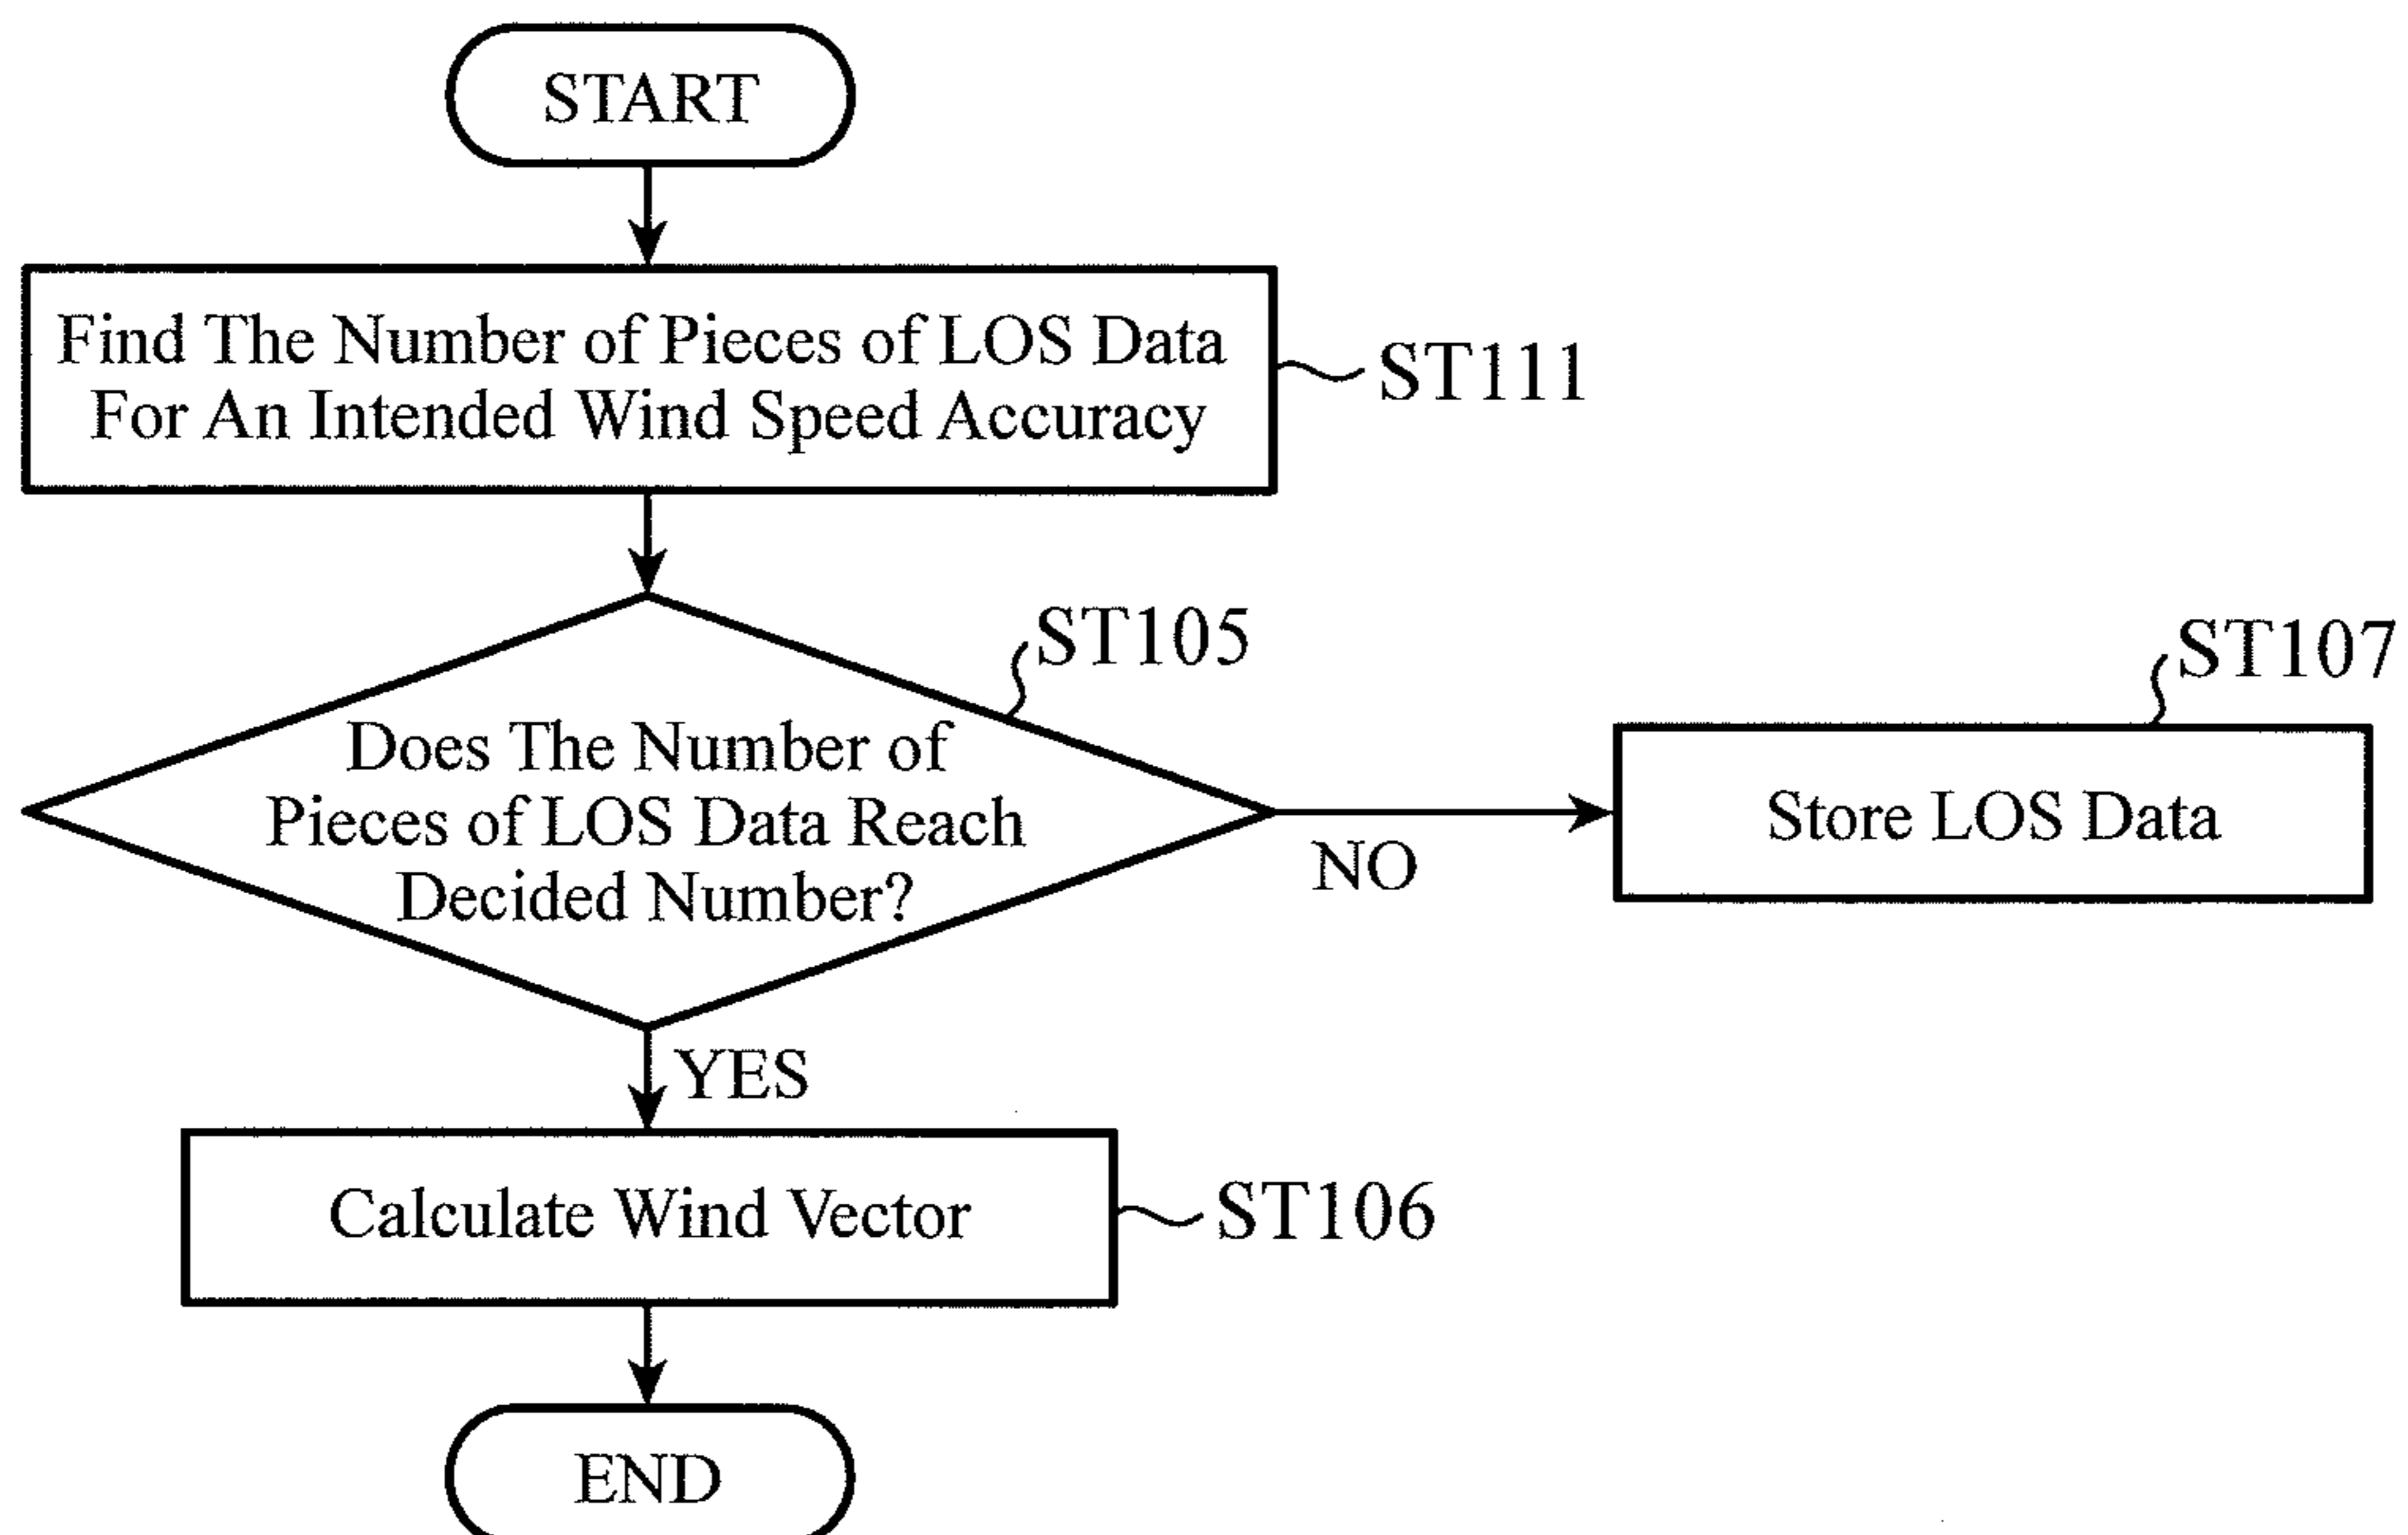 START
Find The Number of Pieces of LOS Data
For An Intended Wind Speed Accuracy
ST111
ST105
ST107
Does The Number of
Pieces of LOS Data Reach
Decided Number?
NO
Store LOS Data
YES
Calculate Wind Vector
ST106
END